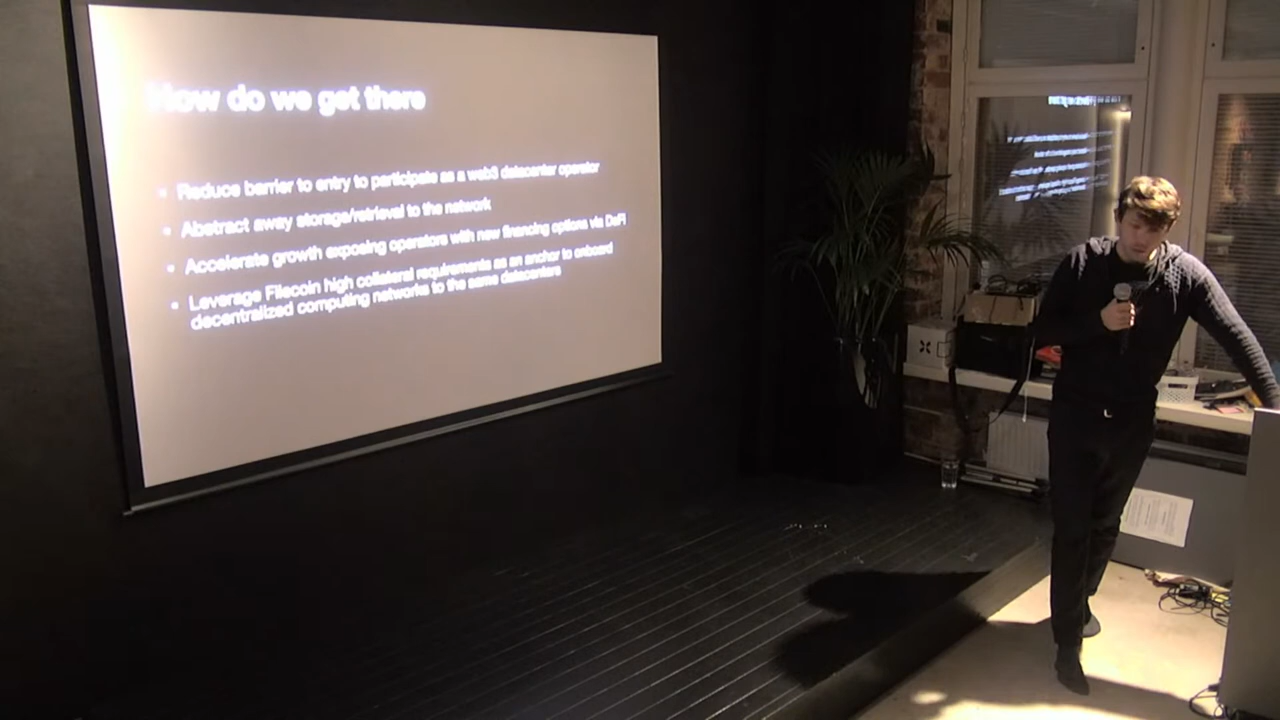 How do we get there
• Reduce barrier to entry to participate as a web3 datacenter operator
• Abstract away storage/retrieval to the network
• Accelerate growth exposing operators with new financing options via DeFi
• Leverage Filecoin high collateral requirements as an anchor to onboard
decentralized computing networks to the same datacenters